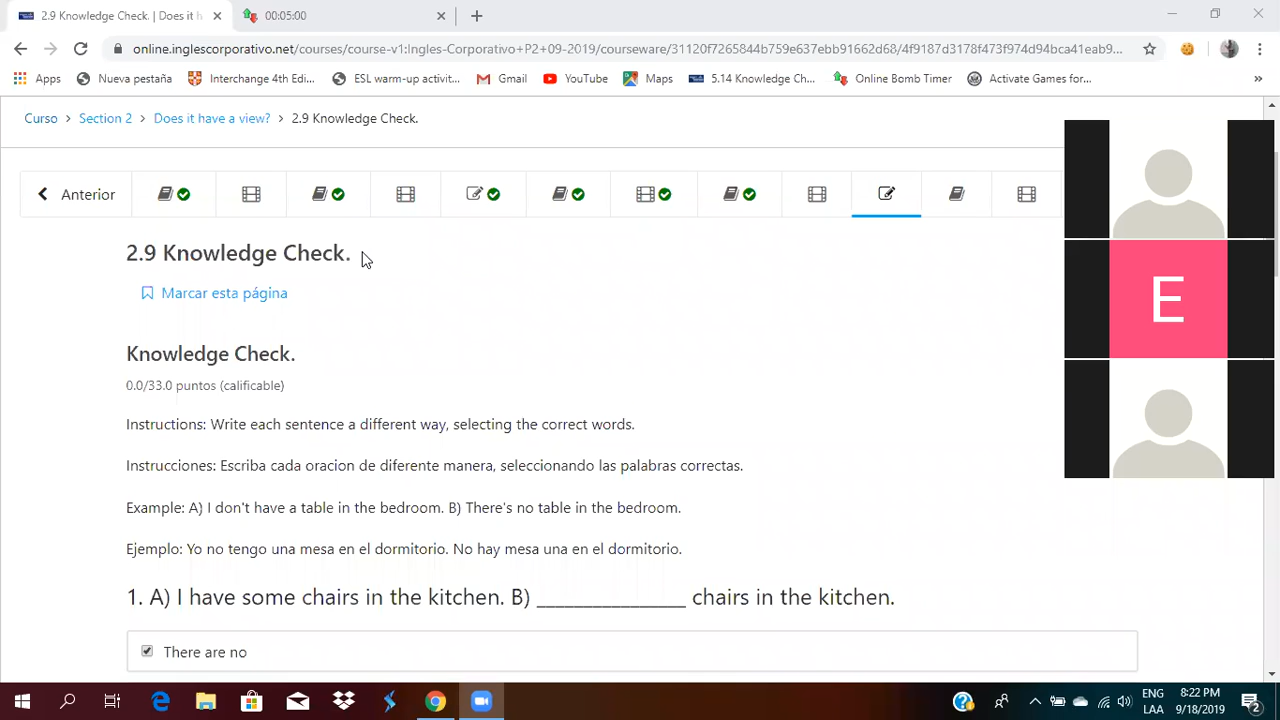 2.9 Knowledge Check. | Does it h
00:05:00
online.inglescorporativo.net/courses/course-v1:Ingles-Corporativo+P2+09-2019/courseware/31120f7265844b759e637ebb91662d68/4f9187d3178f473f974d94bca41eab9...
Apps Nueva pestaña Interchange 4th Edi... ESL warm-up activit... Gmail YouTube Maps 5.14 Knowledge Ch... Online Bomb Timer Activate Games for... »
Curso > Section 2 > Does it have a view? > 2.9 Knowledge Check.
Anterior
2.9 Knowledge Check.
Marcar esta página
E
Knowledge Check.
0.0/33.0 puntos (calificable)
Instructions: Write each sentence a different way, selecting the correct words.
Instrucciones: Escriba cada oracion de diferente manera, seleccionando las palabras correctas.
Example: A) I don't have a table in the bedroom. B) There's no table in the bedroom.
Ejemplo: Yo no tengo una mesa en el dormitorio. No hay mesa una en el dormitorio.
1. A) I have some chairs in the kitchen. B) ________________ chairs in the kitchen.
There are no
ENG 8:22 PM
LAA 9/18/2019 2